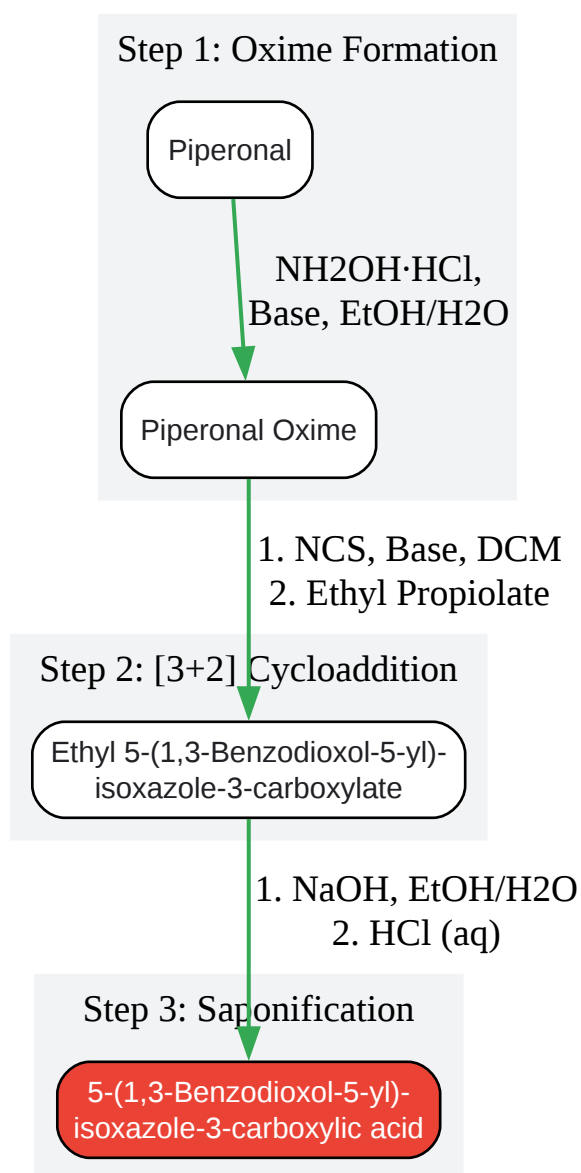 Step 1: Oxime Formation
Piperonal
NH2OH·HCl,
Base, EtOH/H2O
Piperonal Oxime
1. NCS, Base, DCM
2. Ethyl Propiolate
Step 2: [3+2] Cycloaddition
Ethyl 5-(1,3-Benzodioxol-5-yl)-
isoxazole-3-carboxylate
1. NaOH, EtOH/H2O
2. HCl (aq)
Step 3: Saponification
5-(1,3-Benzodioxol-5-yl)-
isoxazole-3-carboxylic acid